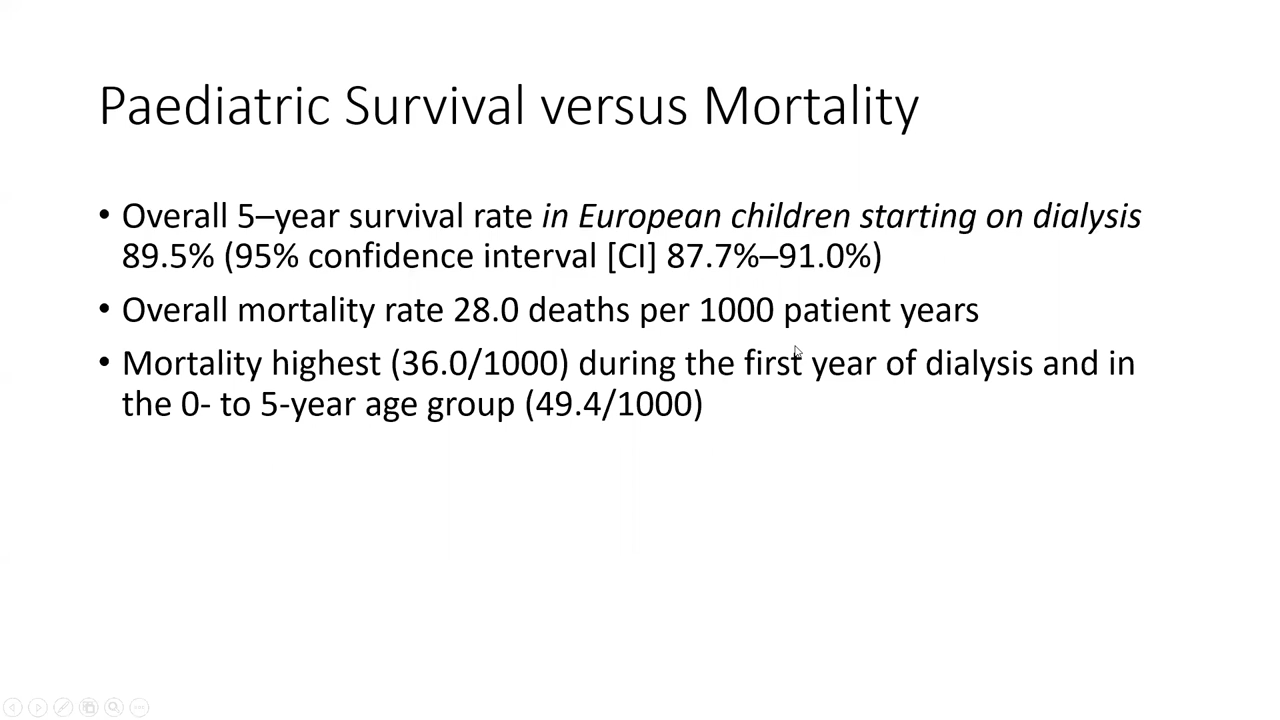 Paediatric Survival versus Mortality
• Overall 5–year survival rate in European children starting on dialysis
89.5% (95% confidence interval [CI] 87.7%–91.0%)
• Overall mortality rate 28.0 deaths per 1000 patient years
• Mortality highest (36.0/1000) during the first year of dialysis and in
the 0- to 5-year age group (49.4/1000)